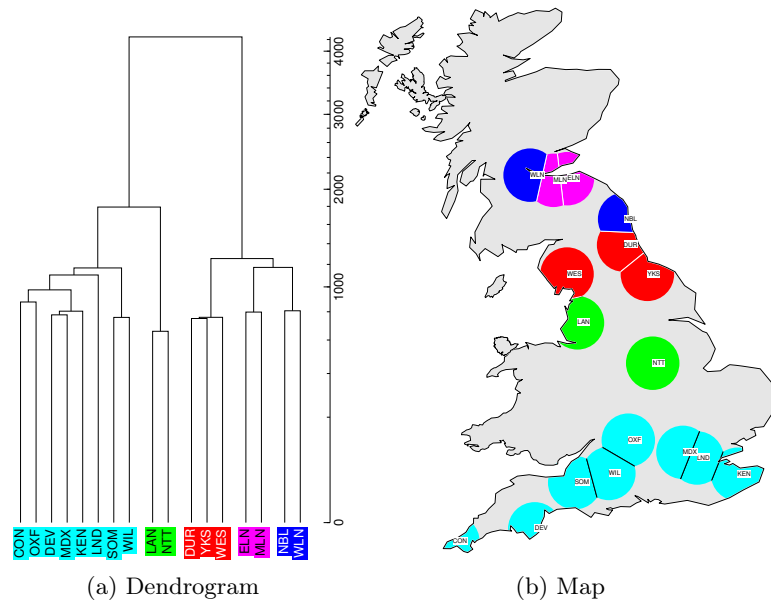 4000
3000
2000
1000
0
CON
OXF
DEV
MDX
KEN
LND
SOM
WIL
LAN
NTT
DUR
YKS
WES
ELN
MLN
NBL
WLN
(a) Dendrogram
WLN
MLN
ELN
NBL
DUR
WES
YKS
LAN
NTT
OXF
MDX
LND
SOM
WIL
KEN
DEV
CON
(b) Map